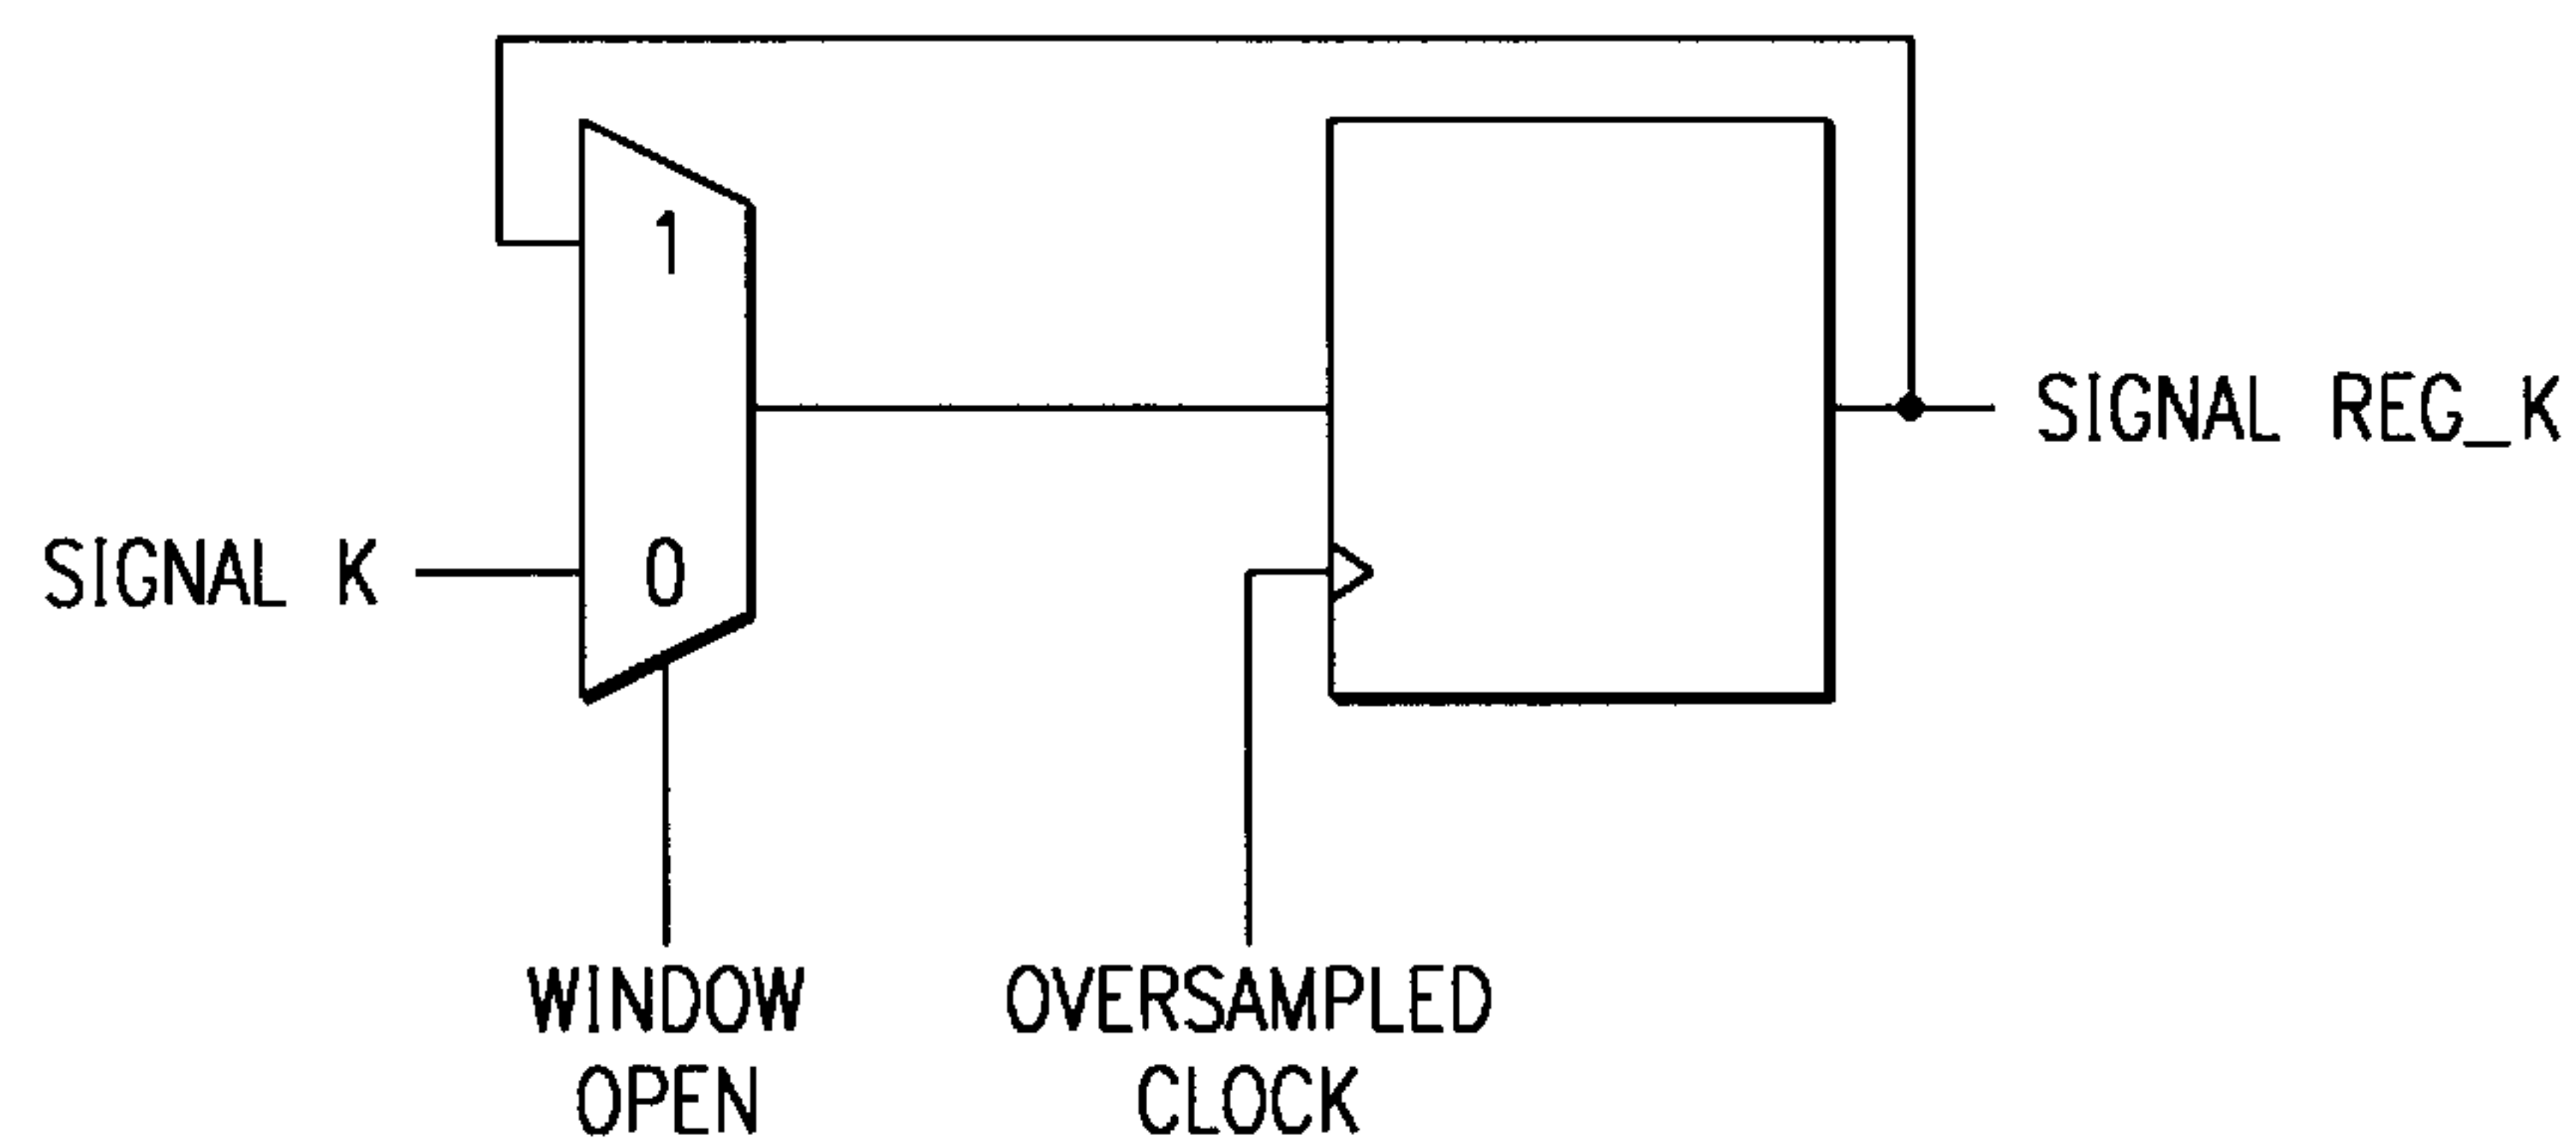 1
SIGNAL REG_K
SIGNAL K
0
WINDOW
OPEN
OVERSAMPLED
CLOCK